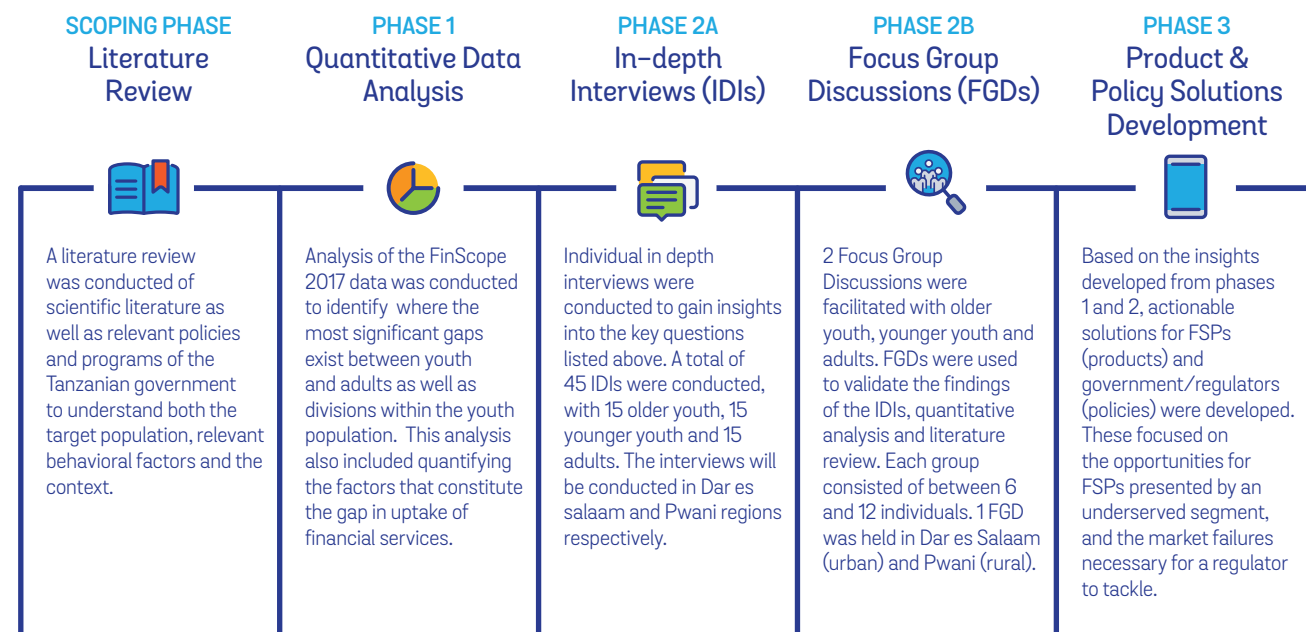 SCOPING PHASE
Literature
Review
A literature review
was conducted of
scientific literature as
well as relevant policies
and programs of the
Tanzanian government
to understand both the
target population, relevant
behavioral factors and the
context.
PHASE 1
Quantitative Data
Analysis
Analysis of the FinScope
2017 data was conducted
to identify where the
most significant gaps
exist between youth
and adults as well as
divisions within the youth
population. This analysis
also included quantifying
the factors that constitute
the gap in uptake of
financial services.
PHASE 2A
In-depth
Interviews (IDIs)
Individual in depth
interviews were
conducted to gain insights
into the key questions
listed above. A total of
45 IDIs were conducted,
with 15 older youth, 15
younger youth and 15
adults. The interviews will
be conducted in Dar es
salaam and Pwani regions
respectively.
PHASE 2B
Focus Group
Discussions (FGDs)
2 Focus Group
Discussions were
facilitated with older
youth, younger youth and
adults. FGDs were used
to validate the findings
of the IDIs, quantitative
analysis and literature
review. Each group
consisted of between 6
and 12 individuals. 1 FGD
was held in Dar es Salaam
(urban) and Pwani (rural).
PHASE 3
Product &
Policy Solutions
Development
Based on the insights
developed from phases
1 and 2, actionable
solutions for FSPs
(products) and
government/regulators
(policies) were developed.
These focused on
the opportunities for
FSPs presented by an
underserved segment,
and the market failures
necessary for a regulator
to tackle.